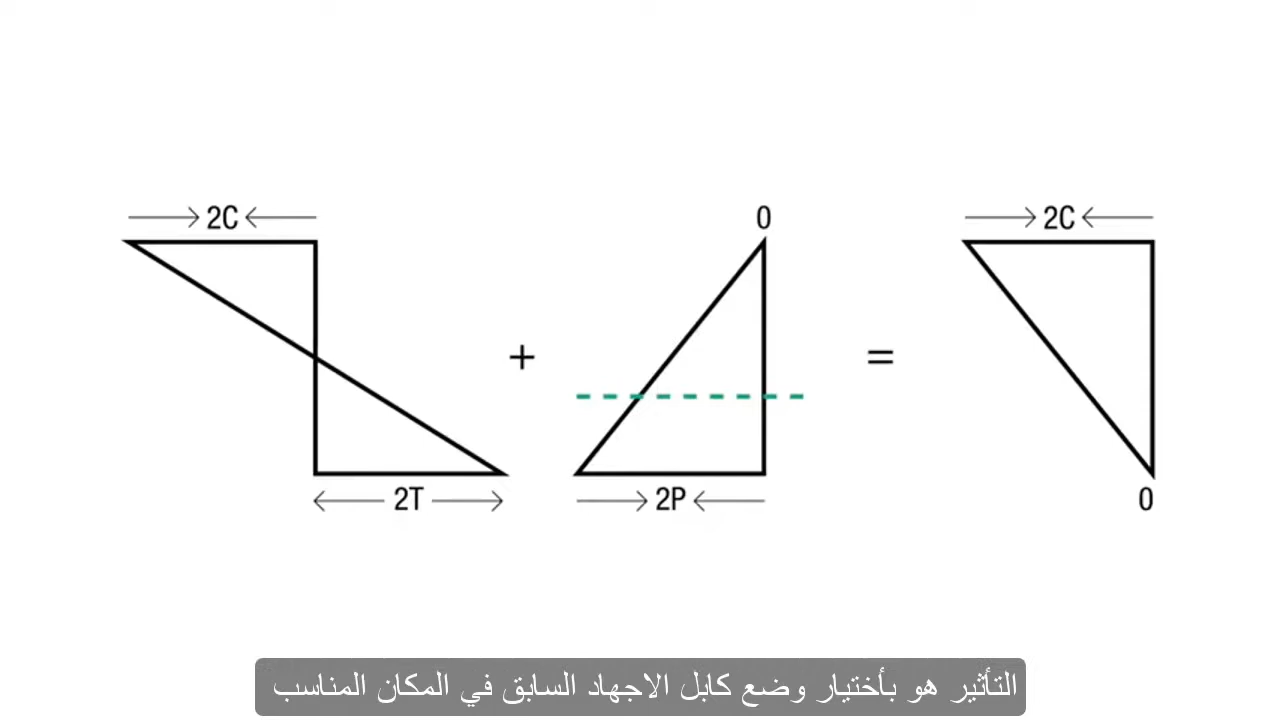 2C 0 2C
+ =
2T 2P 0
التأثير هو بأختيار وضع كابل الاجهاد السابق في المكان المناسب